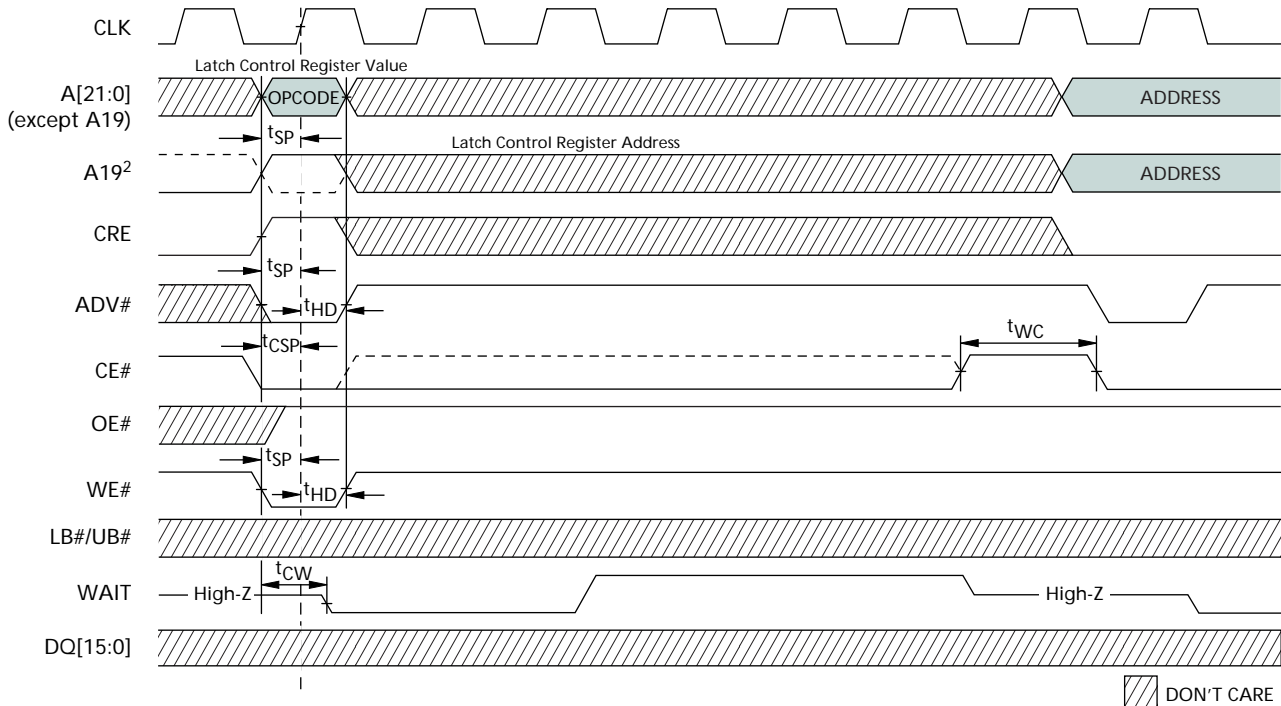 CLK
Latch Control Register Value
A[21:0]
(except A19)
OPCODE
ADDRESS
tSP
Latch Control Register Address
A19²
ADDRESS
CRE
tSP
ADV#
tHD
tCSP
tWC
CE#
OE#
tSP
WE#
tHD
LB#/UB#
tCW
WAIT
High-Z
High-Z
DQ[15:0]
DON'T CARE